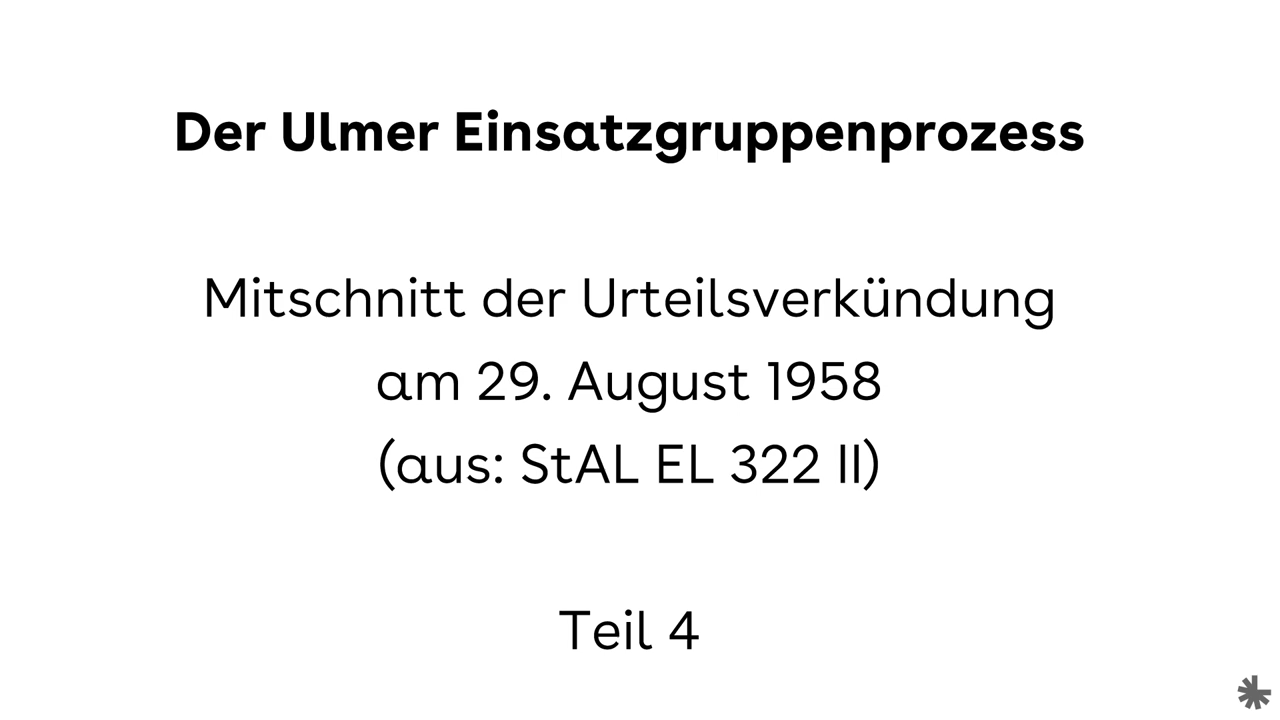 Der Ulmer Einsatzgruppenprozess
Mitschnitt der Urteilsverkündung
am 29. August 1958
(aus: StAL EL 322 II)
Teil 4